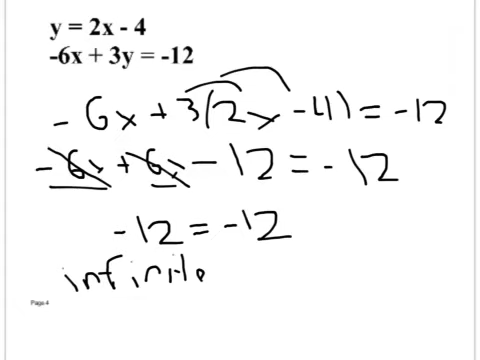 y = 2x - 4
-6x + 3y = -12
- 6x + 3(2x - 4) = -12
- 6x + 6x - 12 = - 12
-12 = -12
infinite
Page 4